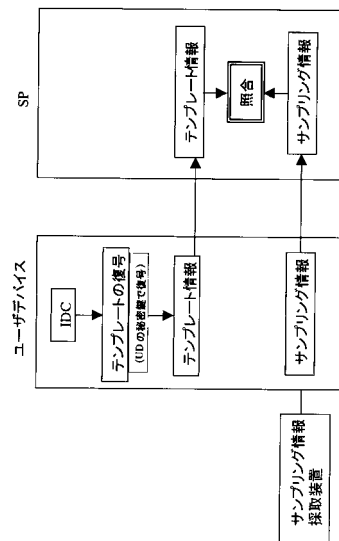 ユーザデバイス
SP
IDC
テンプレートの復号
(UDの秘密鍵で復号)
テンプレート情報
テンプレート情報
照合
サンプリング情報
サンプリング情報
サンプリング情報
採取装置